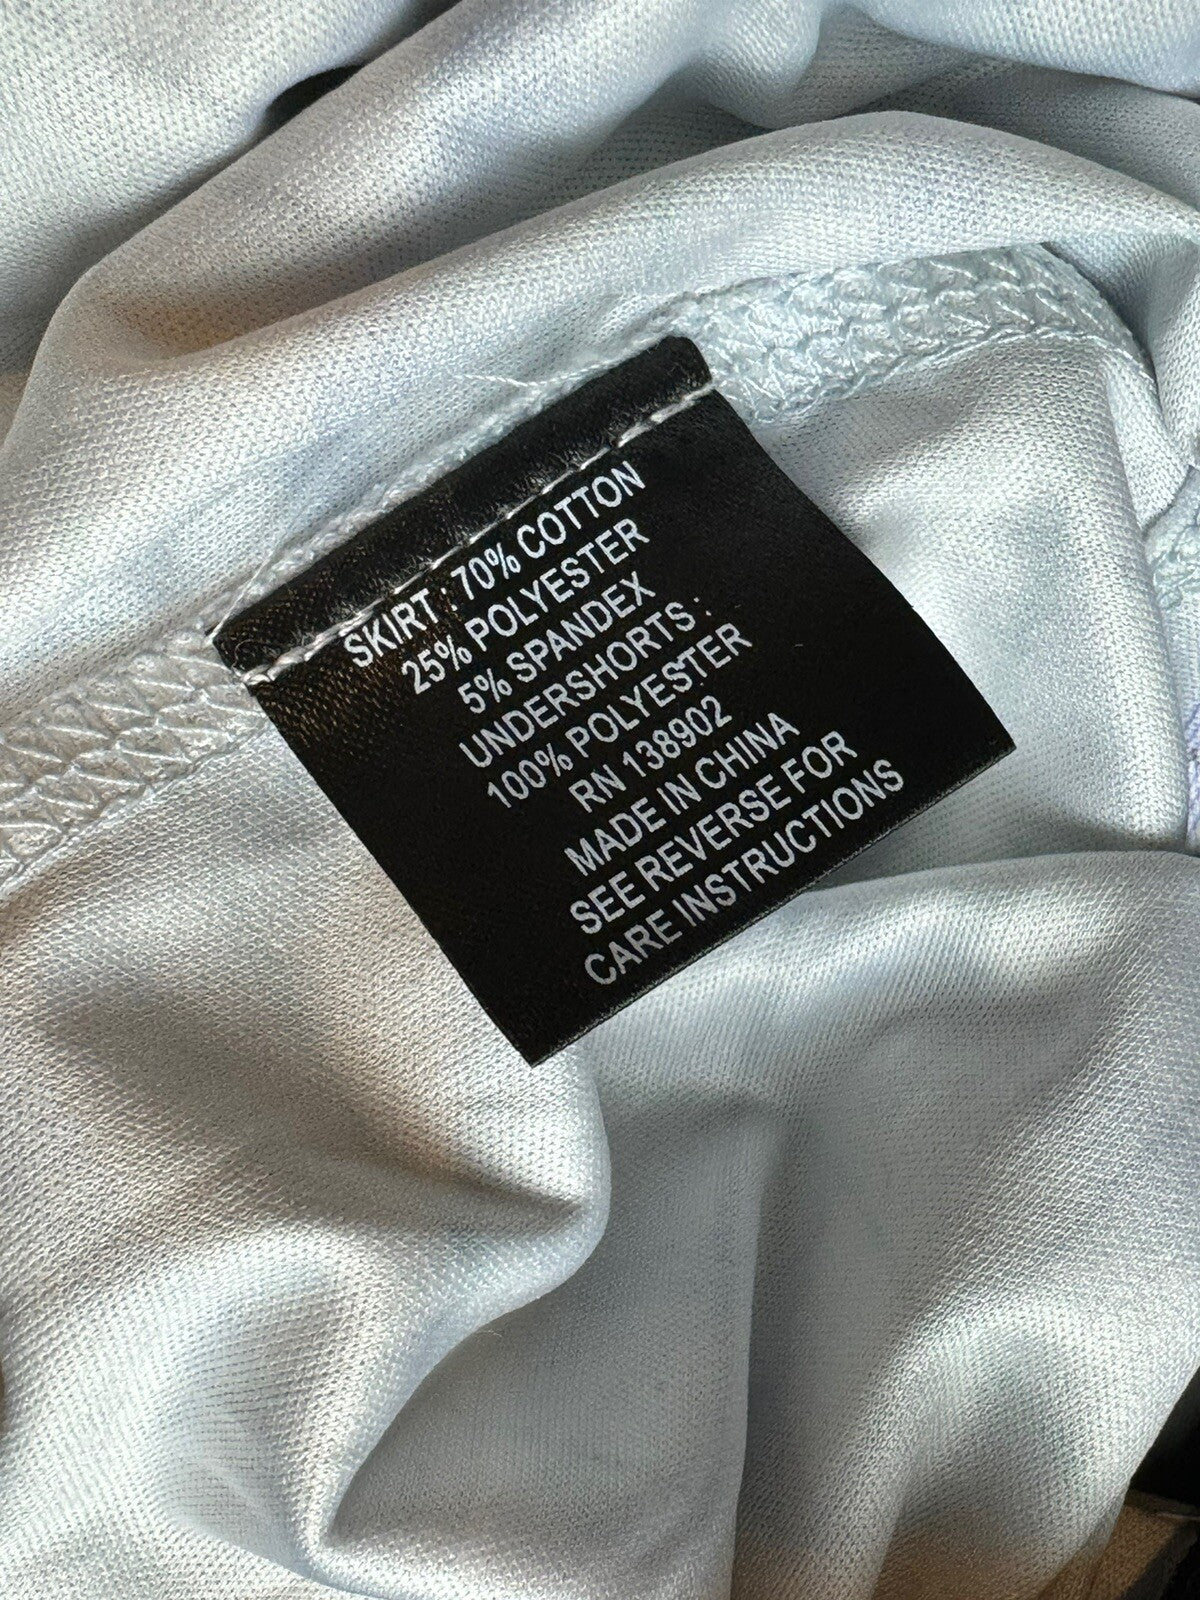 SKIRT : 70% COTTON
25% POLYESTER
5% SPANDEX
UNDERSHORTS :
100% POLYESTER
RN 138902
MADE IN CHINA
SEE REVERSE FOR
CARE INSTRUCTIONS